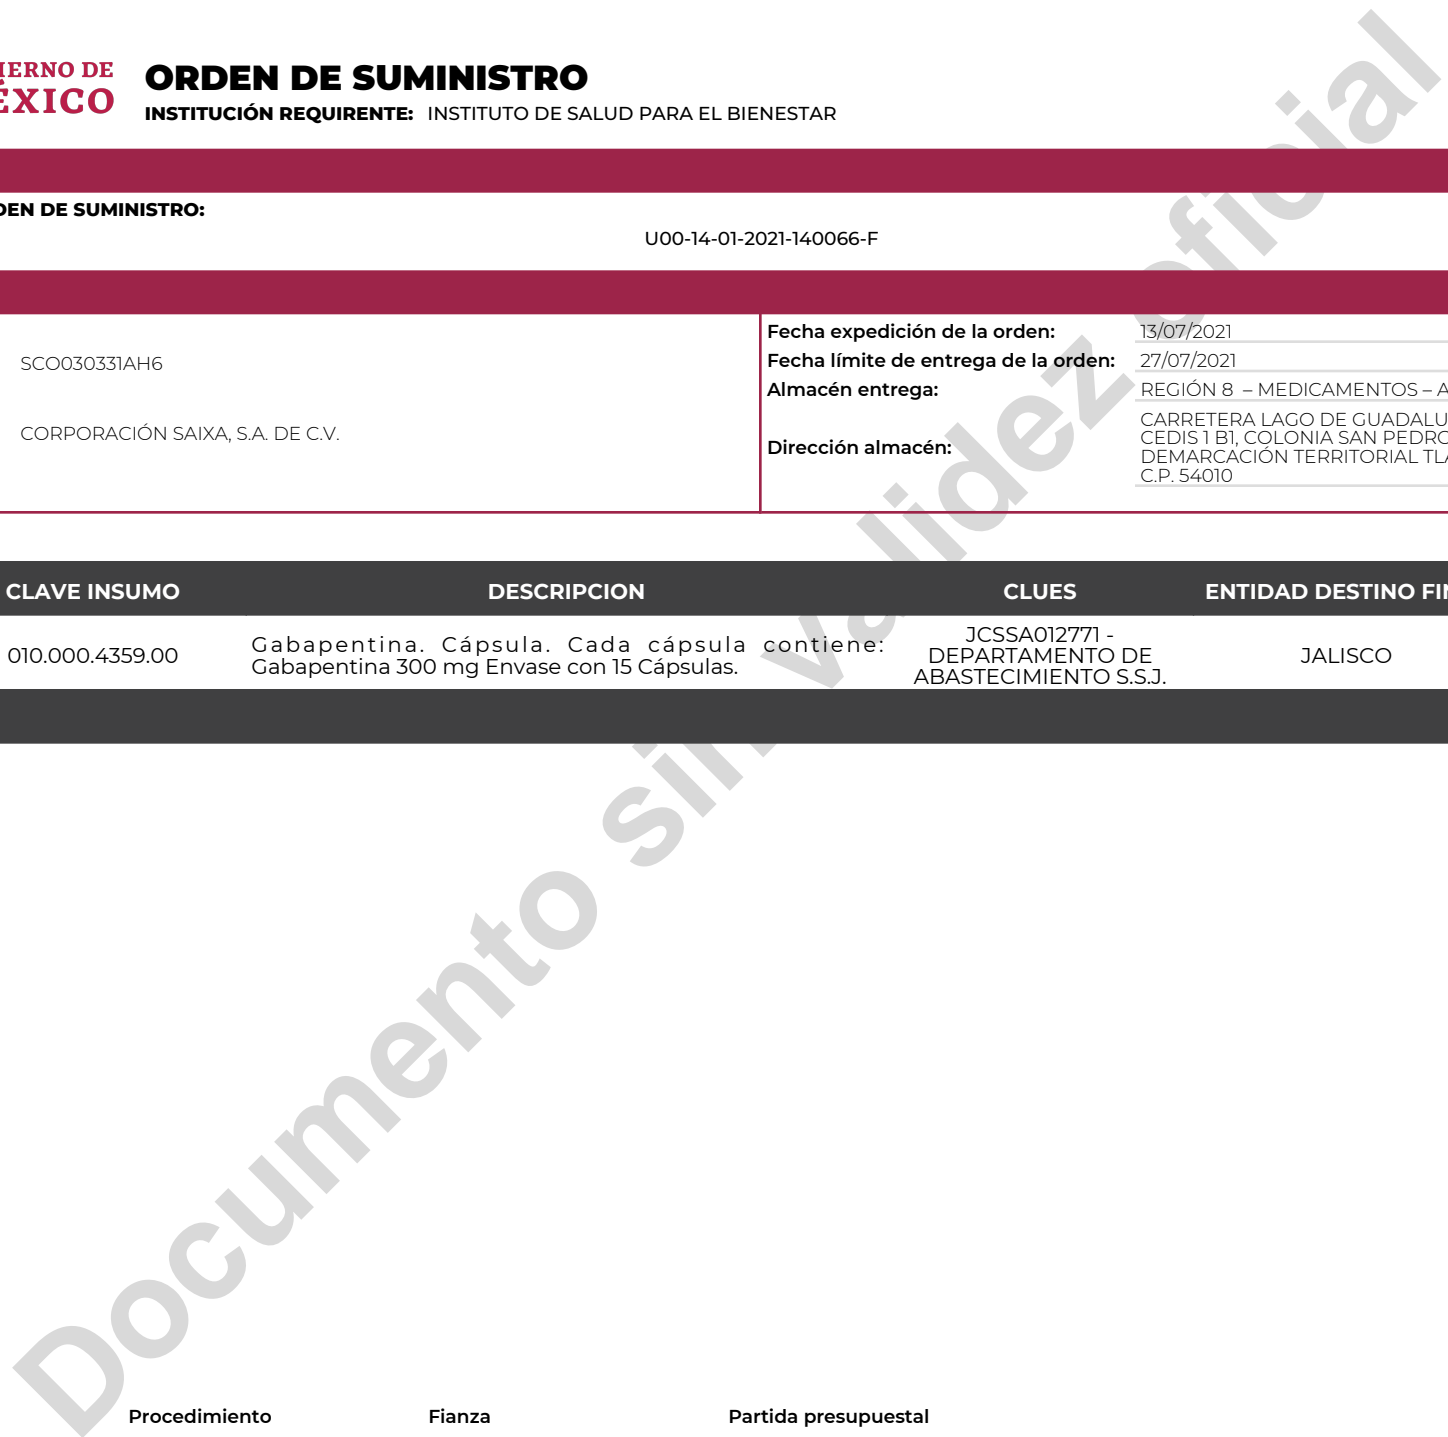 IERNO DE
ÉXICO
ORDEN DE SUMINISTRO
INSTITUCIÓN REQUIRENTE: INSTITUTO DE SALUD PARA EL BIENESTAR
DEN DE SUMINISTRO:
U00-14-01-2021-140066-F
SCO030331AH6
CORPORACIÓN SAIXA, S.A. DE C.V.
Fecha expedición de la orden: 13/07/2021
Fecha límite de entrega de la orden: 27/07/2021
Almacén entrega: REGIÓN 8 – MEDICAMENTOS – A
Dirección almacén:
CARRETERA LAGO DE GUADALU
CEDIS 1 B1, COLONIA SAN PEDRO
DEMARCACIÓN TERRITORIAL TLA
C.P. 54010
CLAVE INSUMO DESCRIPCION CLUES ENTIDAD DESTINO FIN
010.000.4359.00
Gabapentina. Cápsula. Cada cápsula contiene:
Gabapentina 300 mg Envase con 15 Cápsulas.
JCSSA012771 -
DEPARTAMENTO DE
ABASTECIMIENTO S.S.J.
JALISCO
Documento sin validez oficial
Procedimiento Fianza Partida presupuestal